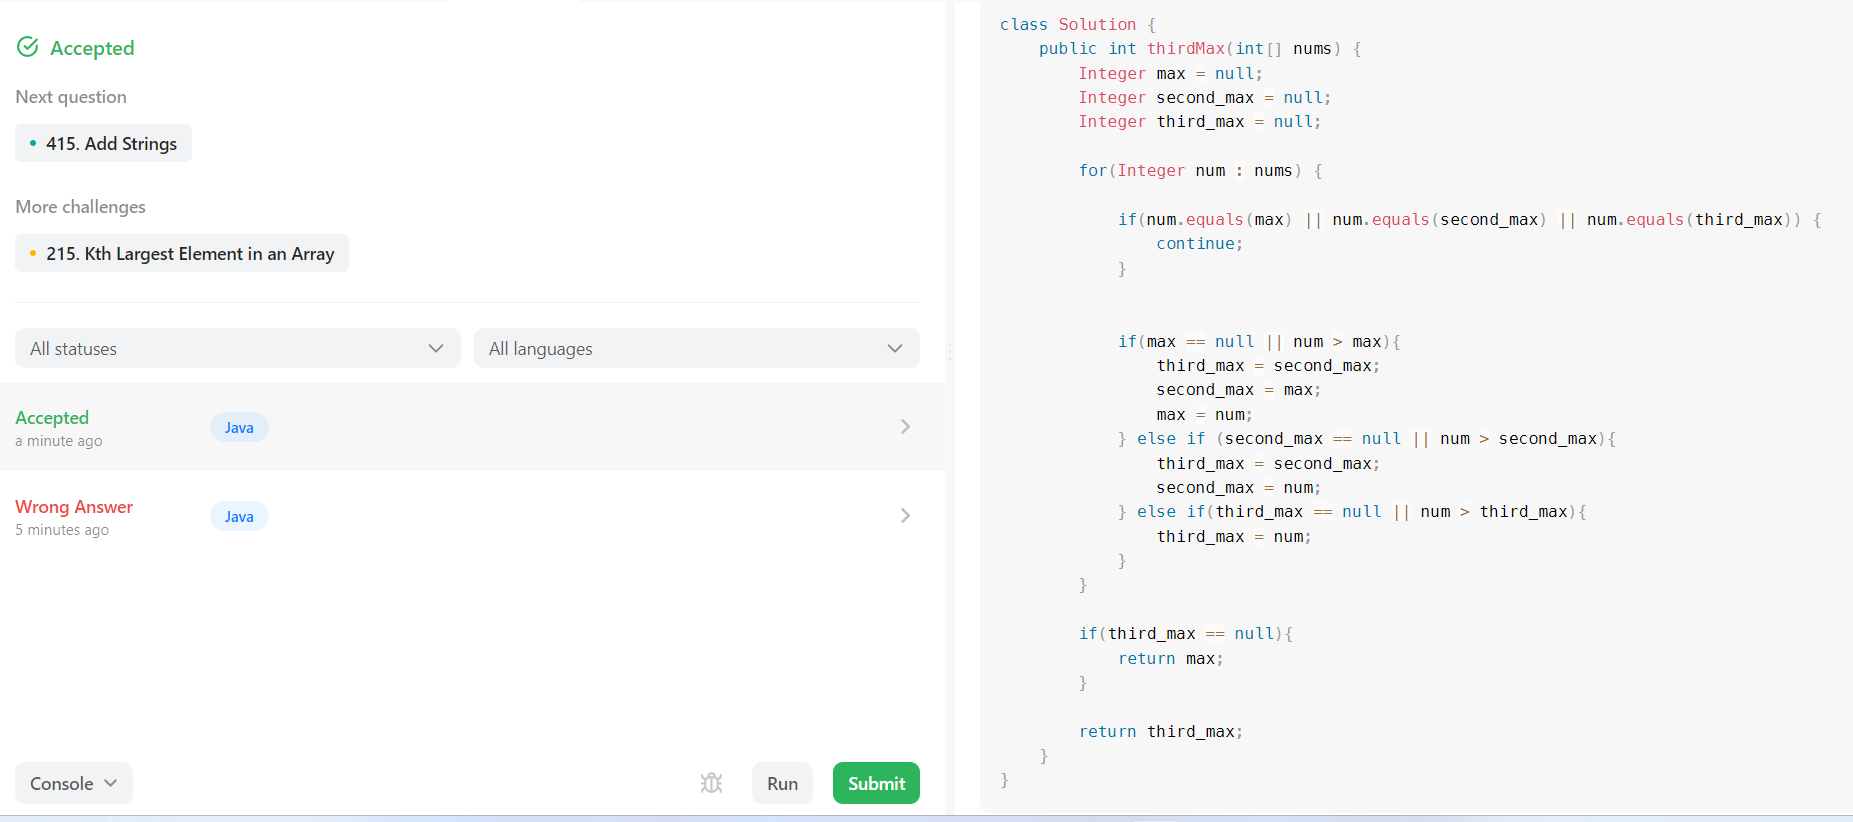 Accepted
Next question
415. Add Strings
More challenges
215. Kth Largest Element in an Array
All statuses
All languages
Accepted
a minute ago
Java
Wrong Answer
5 minutes ago
Java
Console
Run
Submit
class Solution {
    public int thirdMax(int[] nums) {
        Integer max = null;
        Integer second_max = null;
        Integer third_max = null;

        for(Integer num : nums) {

            if(num.equals(max) || num.equals(second_max) || num.equals(third_max)) {
                continue;
            }


            if(max == null || num > max){
                third_max = second_max;
                second_max = max;
                max = num;
            } else if (second_max == null || num > second_max){
                third_max = second_max;
                second_max = num;
            } else if(third_max == null || num > third_max){
                third_max = num;
            }
        }

        if(third_max == null){
            return max;
        }

        return third_max;
    }
}